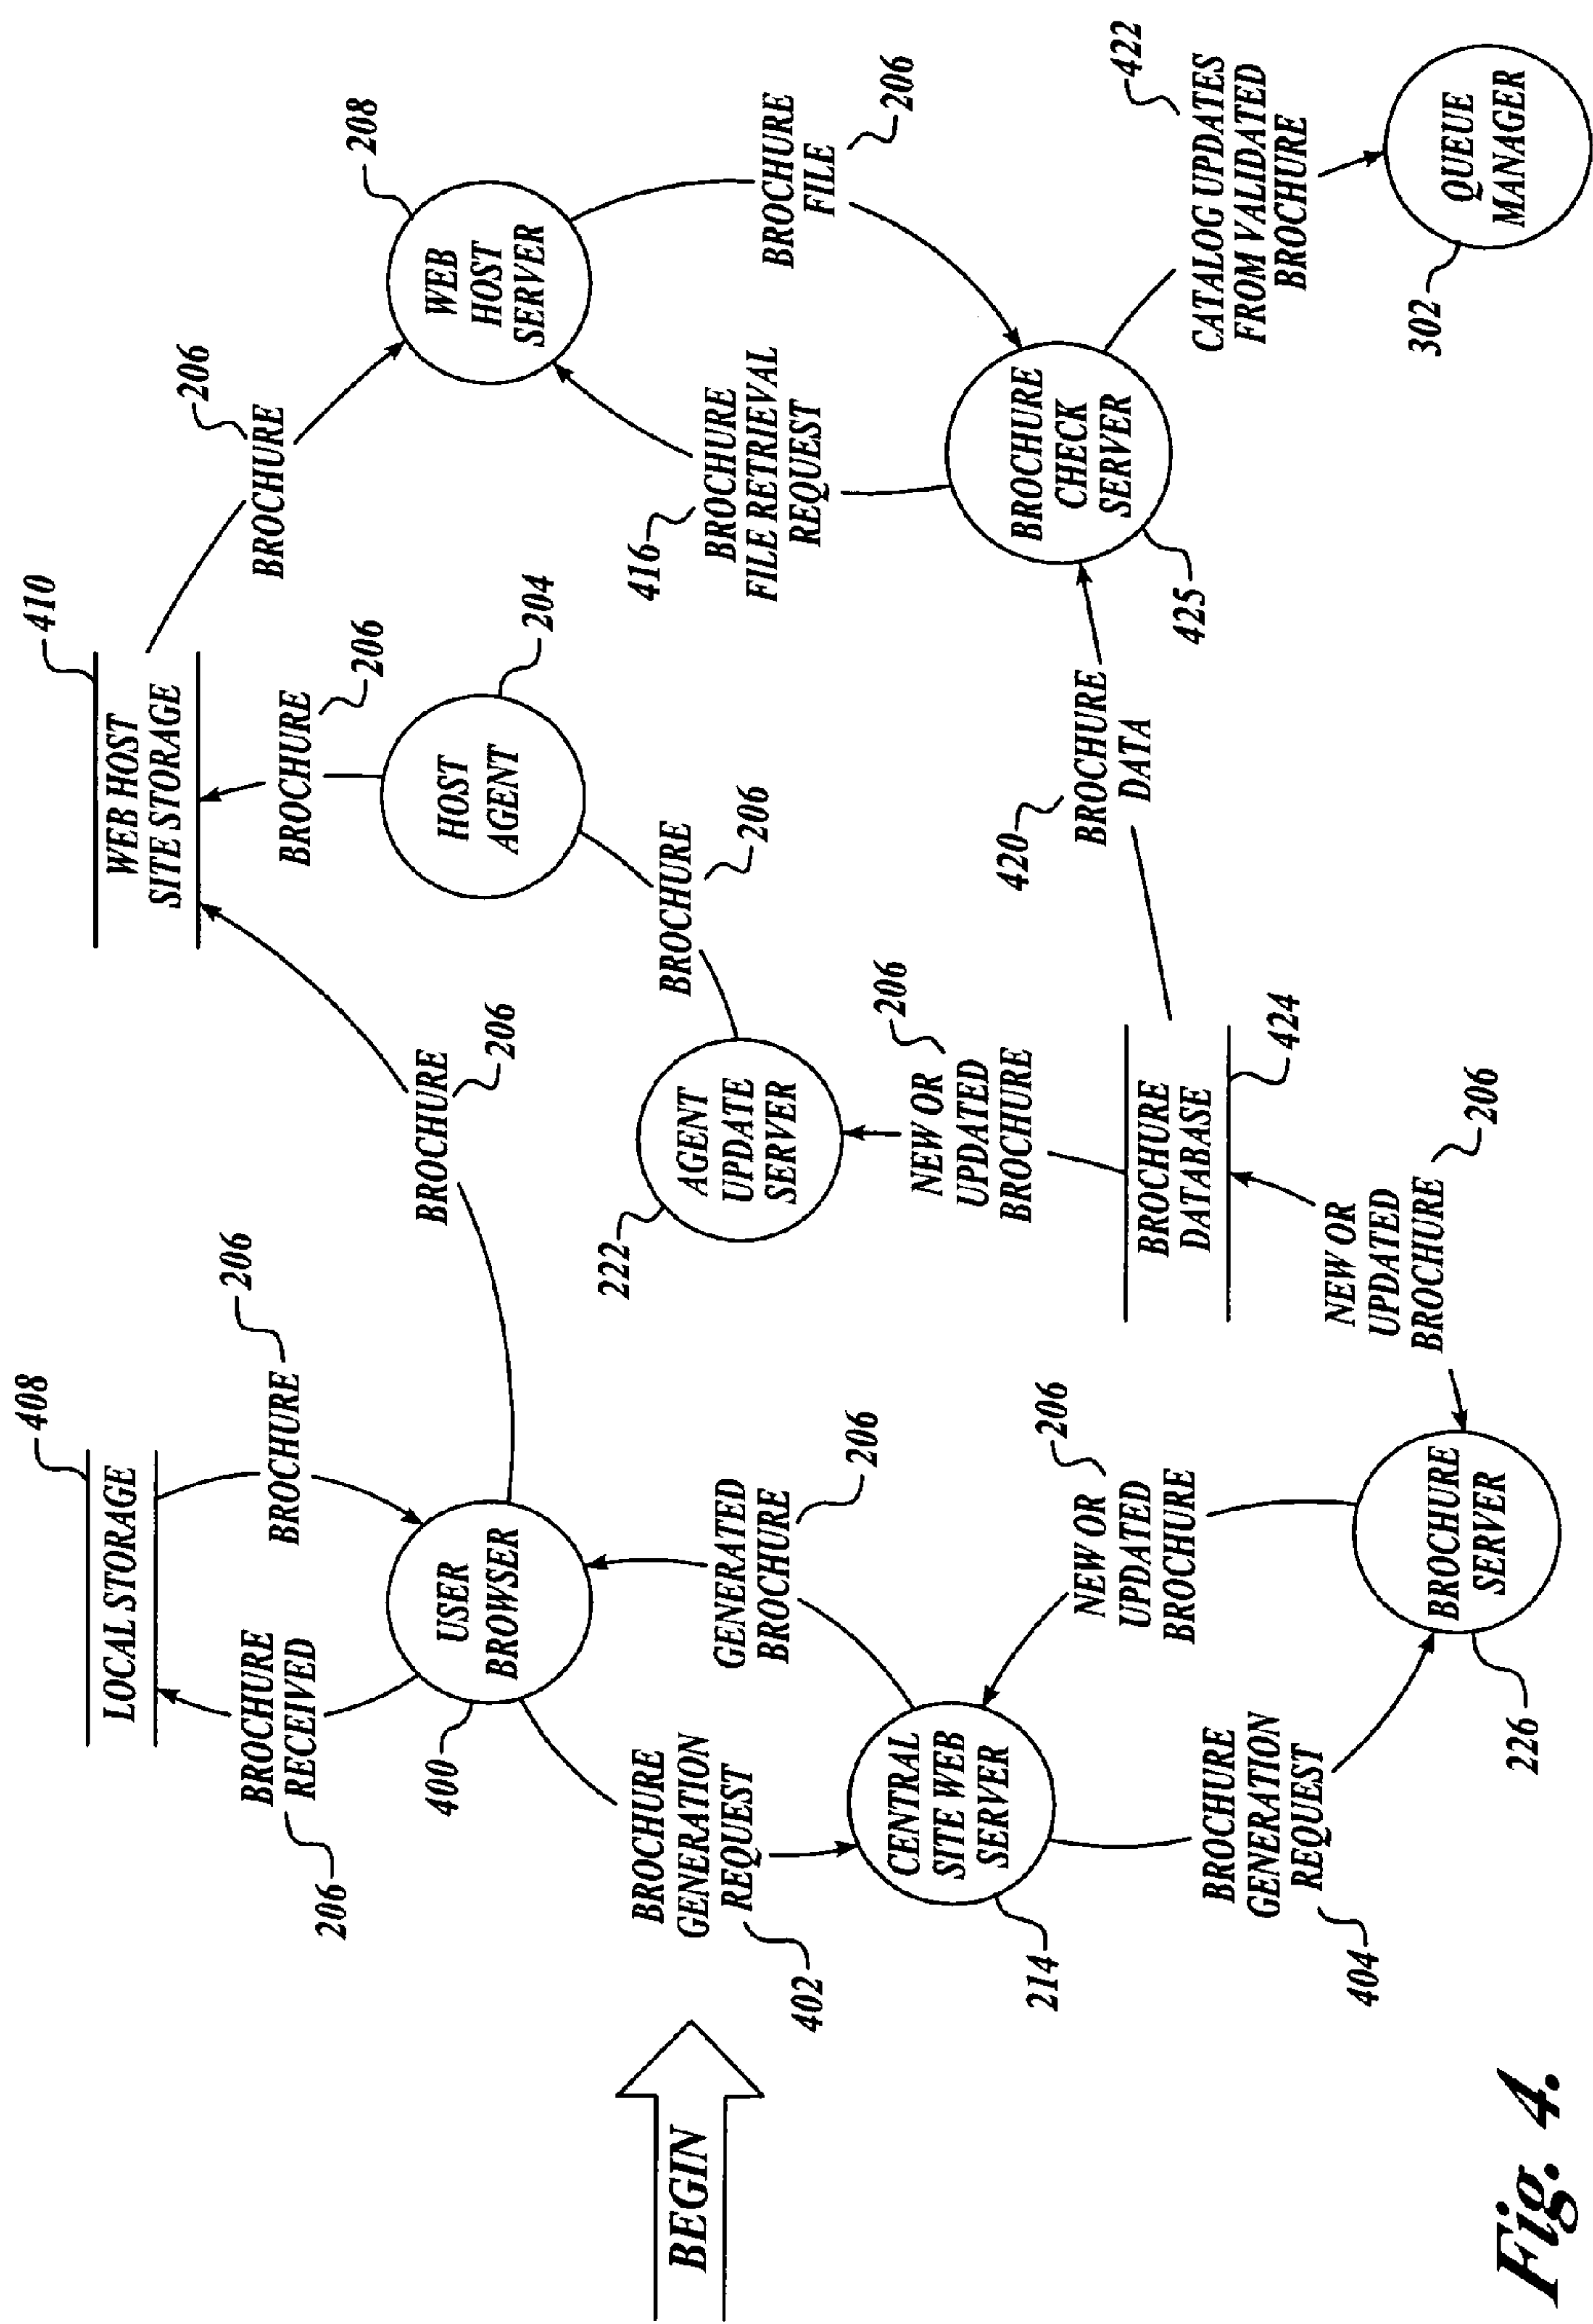 408
LOCAL STORAGE
BROCHURE
RECEIVED
206
BROCHURE
206
USER
BROWSER
400
BEGIN
BROCHURE
GENERATION
REQUEST
402
GENERATED
BROCHURE
206
CENTRAL
SITE WEB
SERVER
214
BROCHURE
GENERATION
REQUEST
404
NEW OR
UPDATED
BROCHURE
206
BROCHURE
SERVER
226
NEW OR
UPDATED
BROCHURE
206
BROCHURE
DATABASE
424
NEW OR
UPDATED
BROCHURE
206
AGENT
UPDATE
SERVER
222
BROCHURE
206
BROCHURE
206
HOST
AGENT
204
BROCHURE
206
410
WEB HOST
SITE STORAGE
BROCHURE
206
WEB
HOST
SERVER
208
BROCHURE
FILE RETRIEVAL
REQUEST
416
BROCHURE
FILE
206
BROCHURE
CHECK
SERVER
425
420
BROCHURE
DATA
CATALOG UPDATES
FROM VALIDATED
BROCHURE
422
QUEUE
MANAGER
302
Fig. 4.